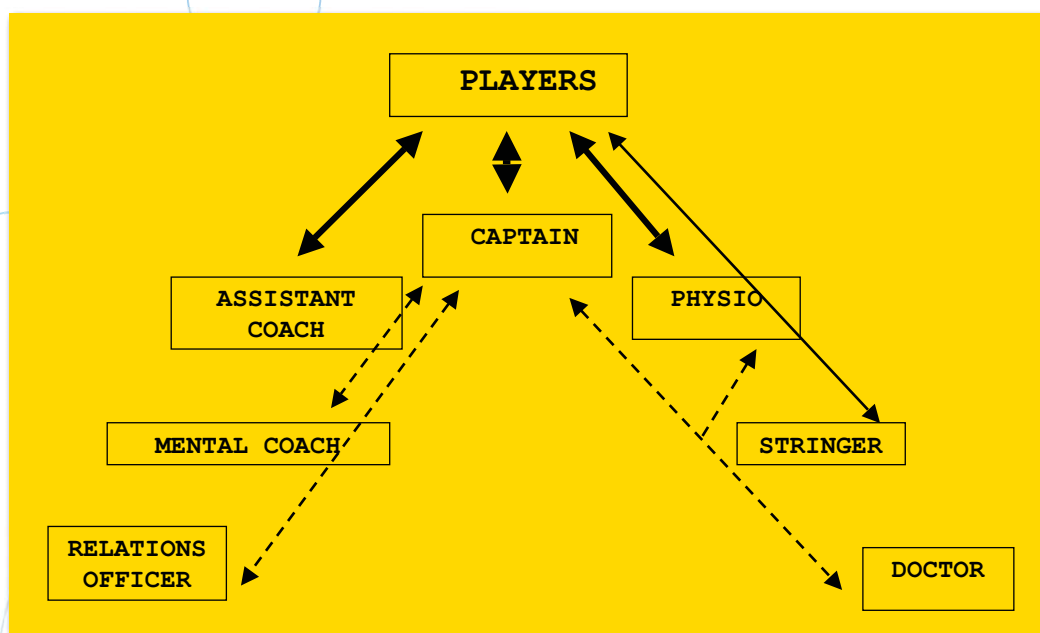 PLAYERS
CAPTAIN
ASSISTANT
COACH
PHYSIO
MENTAL COACH
STRINGER
RELATIONS
OFFICER
DOCTOR